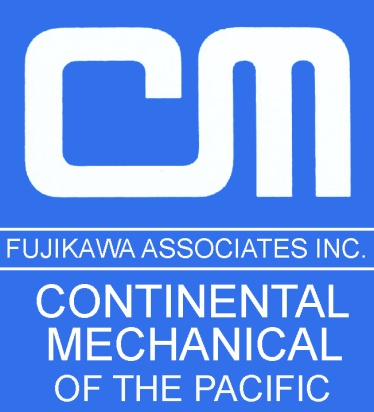 CM
FUJIKAWA ASSOCIATES INC.
CONTINENTAL
MECHANICAL
OF THE PACIFIC